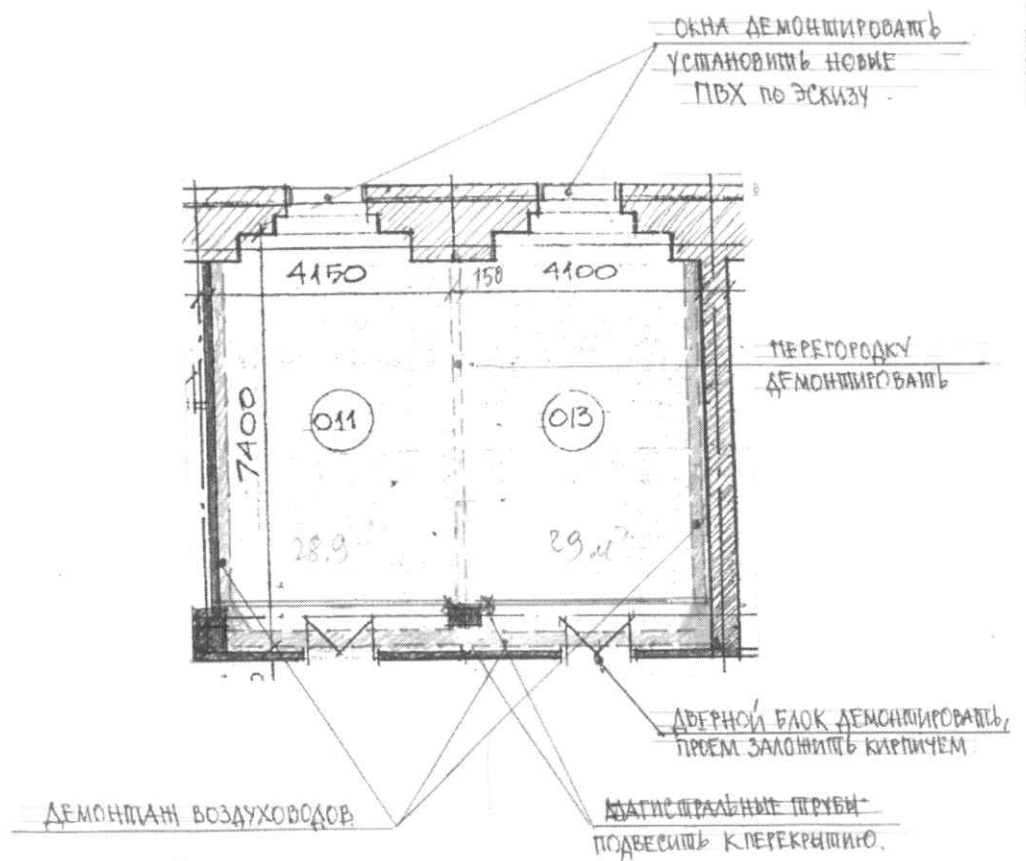 ОКНА ДЕМОНТИРОВАТЬ
УСТАНОВИТЬ НОВЫЕ
ПВХ ПО ЭСКИЗУ.
4150
150
4100
ПЕРЕГОРОДКУ
ДЕМОНТИРОВАТЬ
7400
011
013
28,9
29 м²
ДВЕРНОЙ БЛОК ДЕМОНТИРОВАТЬ,
ПРОЕМ ЗАЛОЖИТЬ КИРПИЧЕМ
ДЕМОНТАЖ ВОЗДУХОВОДОВ.
МАГИСТРАЛЬНЫЕ ТРУБЫ
ПОДВЕСИТЬ К ПЕРЕКРЫТИЮ.